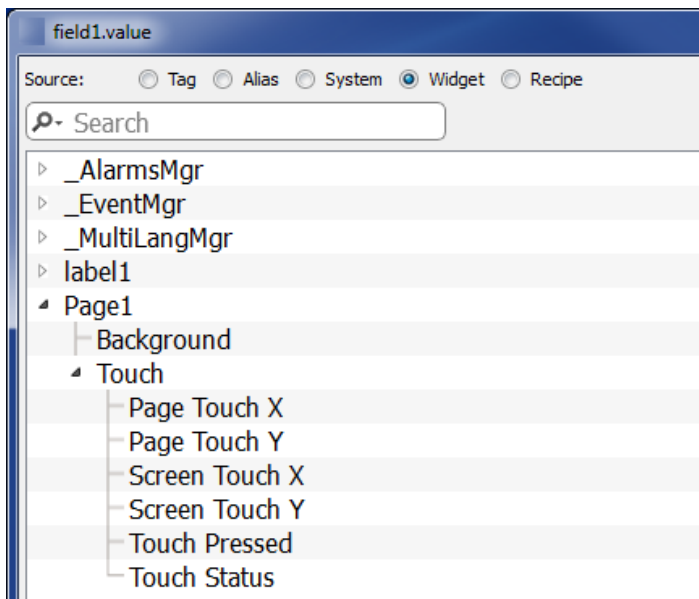 field1.value
Source: Tag Alias System Widget Recipe
Search
_AlarmsMgr
_EventMgr
_MultiLangMgr
label1
Page1
Background
Touch
Page Touch X
Page Touch Y
Screen Touch X
Screen Touch Y
Touch Pressed
Touch Status